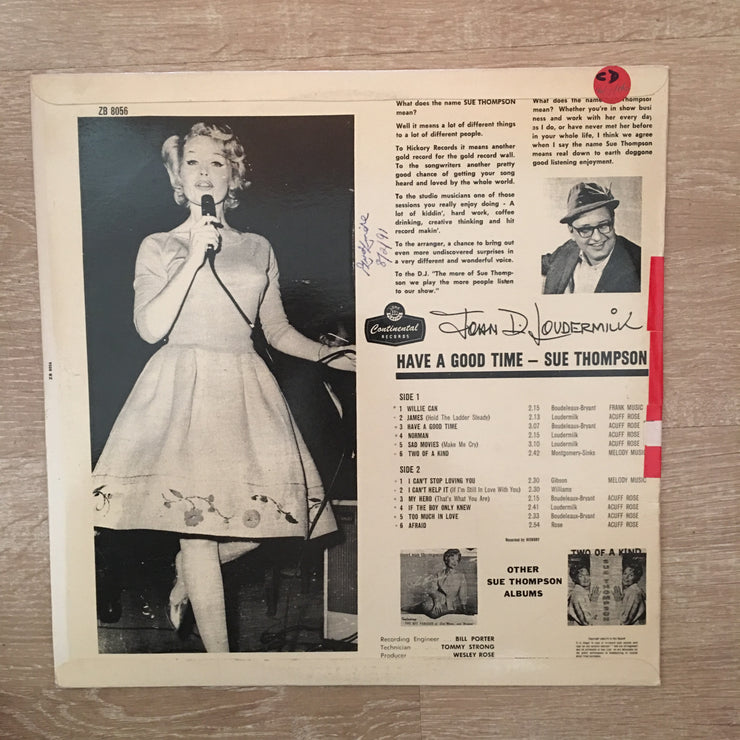 ZB 8056
What does the name SUE THOMPSON
mean?
Well it means a lot of different things
to a lot of different people.
To Hickory Records it means another
gold record for the gold record wall.
To the songwriters another pretty
good chance of getting your song
heard and loved by the whole world.
To the studio musicians one of those
sessions you really enjoy doing - A
lot of kiddin', hard work, coffee
drinking, creative thinking and hit
record makin'.
To the arranger, a chance to bring out
even more undiscovered surprises in
a very different and wonderful voice.
To the D.J. "The more of Sue Thomp-
son we play the more people listen
to our show."
CD
What does the name Thompson
mean? Whether you're in show busi
ness and work with her every day
as I do, or have never met her before
in your whole life, I think we agree
when I say the name Sue Thompson
means real down to earth doggone
good listening enjoyment.
8/2/91
Continental
RECORDS
John D. Loudermilk
HAVE A GOOD TIME – SUE THOMPSON
ZB 8056
SIDE 1
1 WILLIE CAN 2.15 Boudeleaux-Bryant FRANK MUSIC
2 JAMES (Hold The Ladder Steady) 2.13 Loudermilk ACUFF ROSE
3 HAVE A GOOD TIME 3.07 Boudeleaux-Bryant ACUFF ROSE
4 NORMAN 2.15 Loudermilk ACUFF ROSE
5 SAD MOVIES (Make Me Cry) 3.10 Loudermilk ACUFF ROSE
6 TWO OF A KIND 2.42 Montgomery-Sinks MELODY MUSIC
SIDE 2
1 I CAN'T STOP LOVING YOU 2.30 Gibson MELODY MUSIC
2 I CAN'T HELP IT (If I'm Still In Love With You) 2.30 Williams
3 MY HERO (That's What You Are) 2.15 Boudeleaux-Bryant ACUFF ROSE
4 IF THE BOY ONLY KNEW 2.41 Loudermilk ACUFF ROSE
5 TOO MUCH IN LOVE 2.33 Boudeleaux-Bryant ACUFF ROSE
6 AFRAID 2.54 Rose ACUFF ROSE
Recorded by HICKORY
OTHER
SUE THOMPSON
ALBUMS
TWO OF A KIND
SUE THOMPSON
Recording Engineer BILL PORTER
Technician TOMMY STRONG
Producer WESLEY ROSE